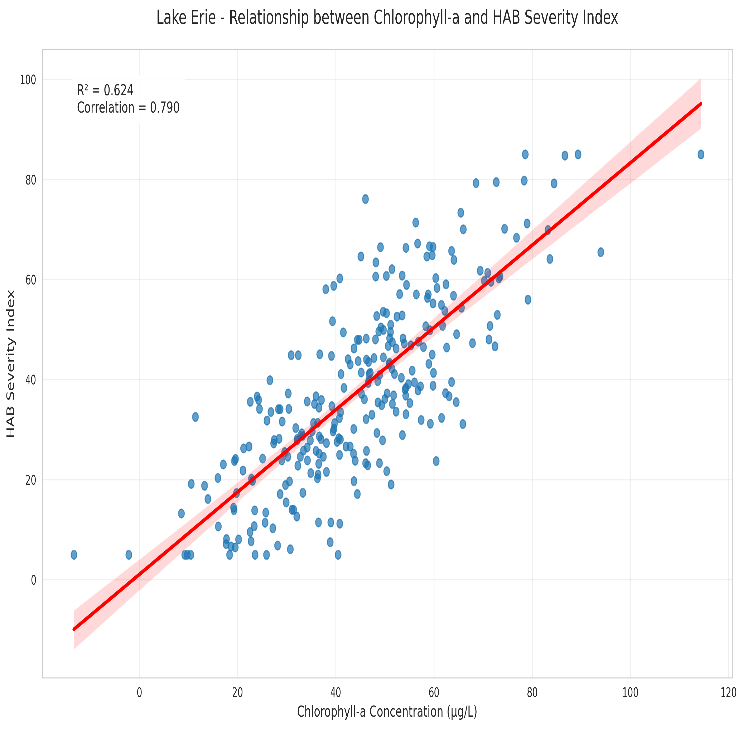 Lake Erie - Relationship between Chlorophyll-a and HAB Severity Index
R² = 0.624
Correlation = 0.790
HAB Severity Index
100
80
60
40
20
0
0 20 40 60 80 100 120
Chlorophyll-a Concentration (µg/L)